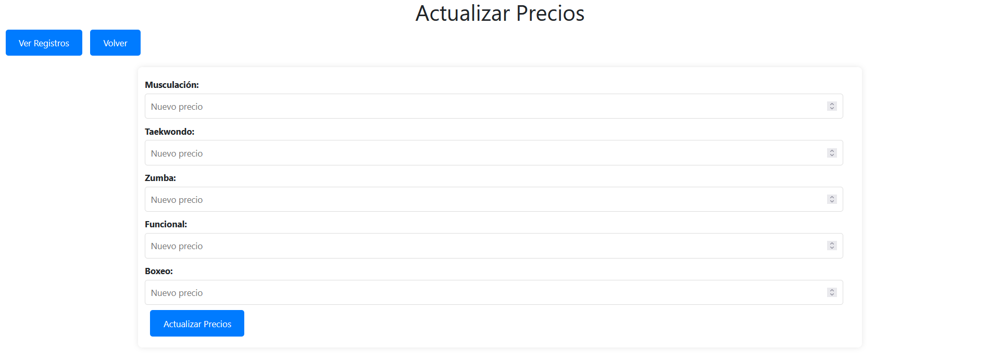 Actualizar Precios
Ver Registros
Volver
Musculación:
Nuevo precio
Taekwondo:
Nuevo precio
Zumba:
Nuevo precio
Funcional:
Nuevo precio
Boxeo:
Nuevo precio
Actualizar Precios